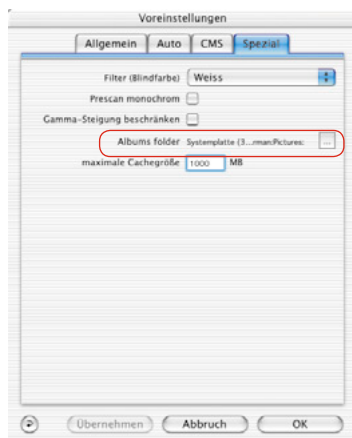 Voreinstellungen
Allgemein Auto CMS Spezial
Filter (Blindfarbe) Weiss
Prescan monochrom
Gamma-Steigung beschränken
Albums folder Systemplatte (3...rman:Pictures: ...
maximale Cachegröße 1000 MB
Übernehmen Abbruch OK